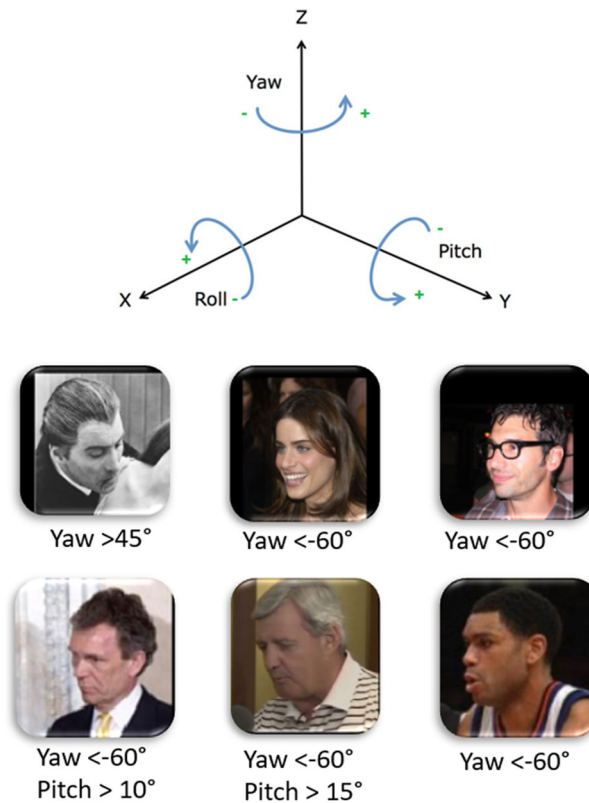 Z
Yaw
- +
-
+ Pitch
X Roll - + Y
Yaw >45° Yaw <-60° Yaw <-60°
Yaw <-60° Yaw <-60° Yaw <-60°
Pitch > 10° Pitch > 15°